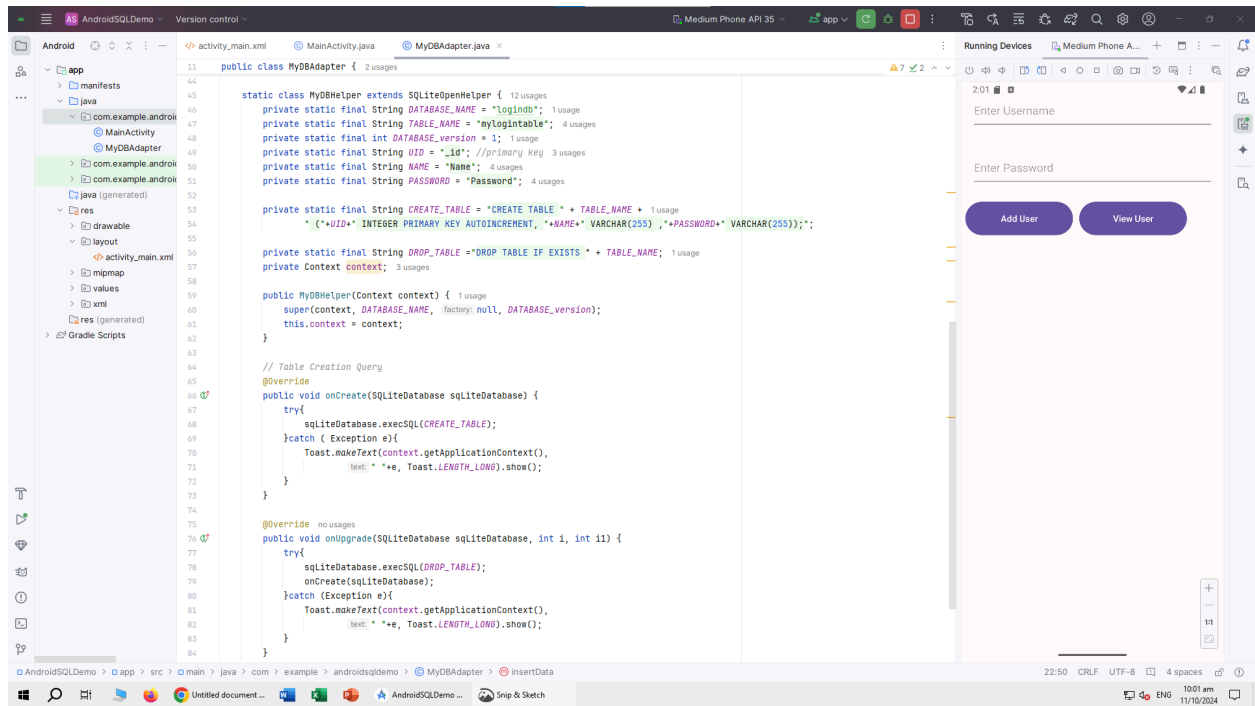 AS AndroidSQLDemo Version control Medium Phone API 35 app
Android
app
manifests
java
com.example.androi
MainActivity
MyDBAdapter
com.example.androi
com.example.androi
java (generated)
res
drawable
layout
activity_main.xml
mipmap
values
xml
res (generated)
Gradle Scripts
activity_main.xml MainActivity.java MyDBAdapter.java
11 public class MyDBAdapter { 2 usages 7 2
44
45 static class MyDBHelper extends SQLiteOpenHelper { 12 usages
46 private static final String DATABASE_NAME = "logindb"; 1 usage
47 private static final String TABLE_NAME = "mylogintable"; 4 usages
48 private static final int DATABASE_version = 1; 1 usage
49 private static final String UID = "_id"; //primary key 3 usages
50 private static final String NAME = "Name"; 4 usages
51 private static final String PASSWORD = "Password"; 4 usages
52
53 private static final String CREATE_TABLE = "CREATE TABLE " + TABLE_NAME + 1 usage
54 " ("+UID+" INTEGER PRIMARY KEY AUTOINCREMENT, "+NAME+" VARCHAR(255) ,"+PASSWORD+" VARCHAR(255));";
55
56 private static final String DROP_TABLE ="DROP TABLE IF EXISTS " + TABLE_NAME; 1 usage
57 private Context context; 3 usages
58
59 public MyDBHelper(Context context) { 1 usage
60 super(context, DATABASE_NAME, factory: null, DATABASE_version);
61 this.context = context;
62 }
63
64 // Table Creation Query
65 @Override
66 public void onCreate(SQLiteDatabase sqLiteDatabase) {
67 try{
68 sqLiteDatabase.execSQL(CREATE_TABLE);
69 }catch ( Exception e){
70 Toast.makeText(context.getApplicationContext(),
71 text: " "+e, Toast.LENGTH_LONG).show();
72 }
73 }
74
75 @Override no usages
76 public void onUpgrade(SQLiteDatabase sqLiteDatabase, int i, int i1) {
77 try{
78 sqLiteDatabase.execSQL(DROP_TABLE);
79 onCreate(sqLiteDatabase);
80 }catch (Exception e){
81 Toast.makeText(context.getApplicationContext(),
82 text: " "+e, Toast.LENGTH_LONG).show();
83 }
84 }
Running Devices Medium Phone A...
2:01
Enter Username
Enter Password
Add User View User
1:1
AndroidSQLDemo > app > src > main > java > com > example > androidsqldemo > MyDBAdapter > insertData 22:50 CRLF UTF-8 4 spaces
Untitled document ... AndroidSQLDemo ... Snip & Sketch ENG 10:01 am
11/10/2024